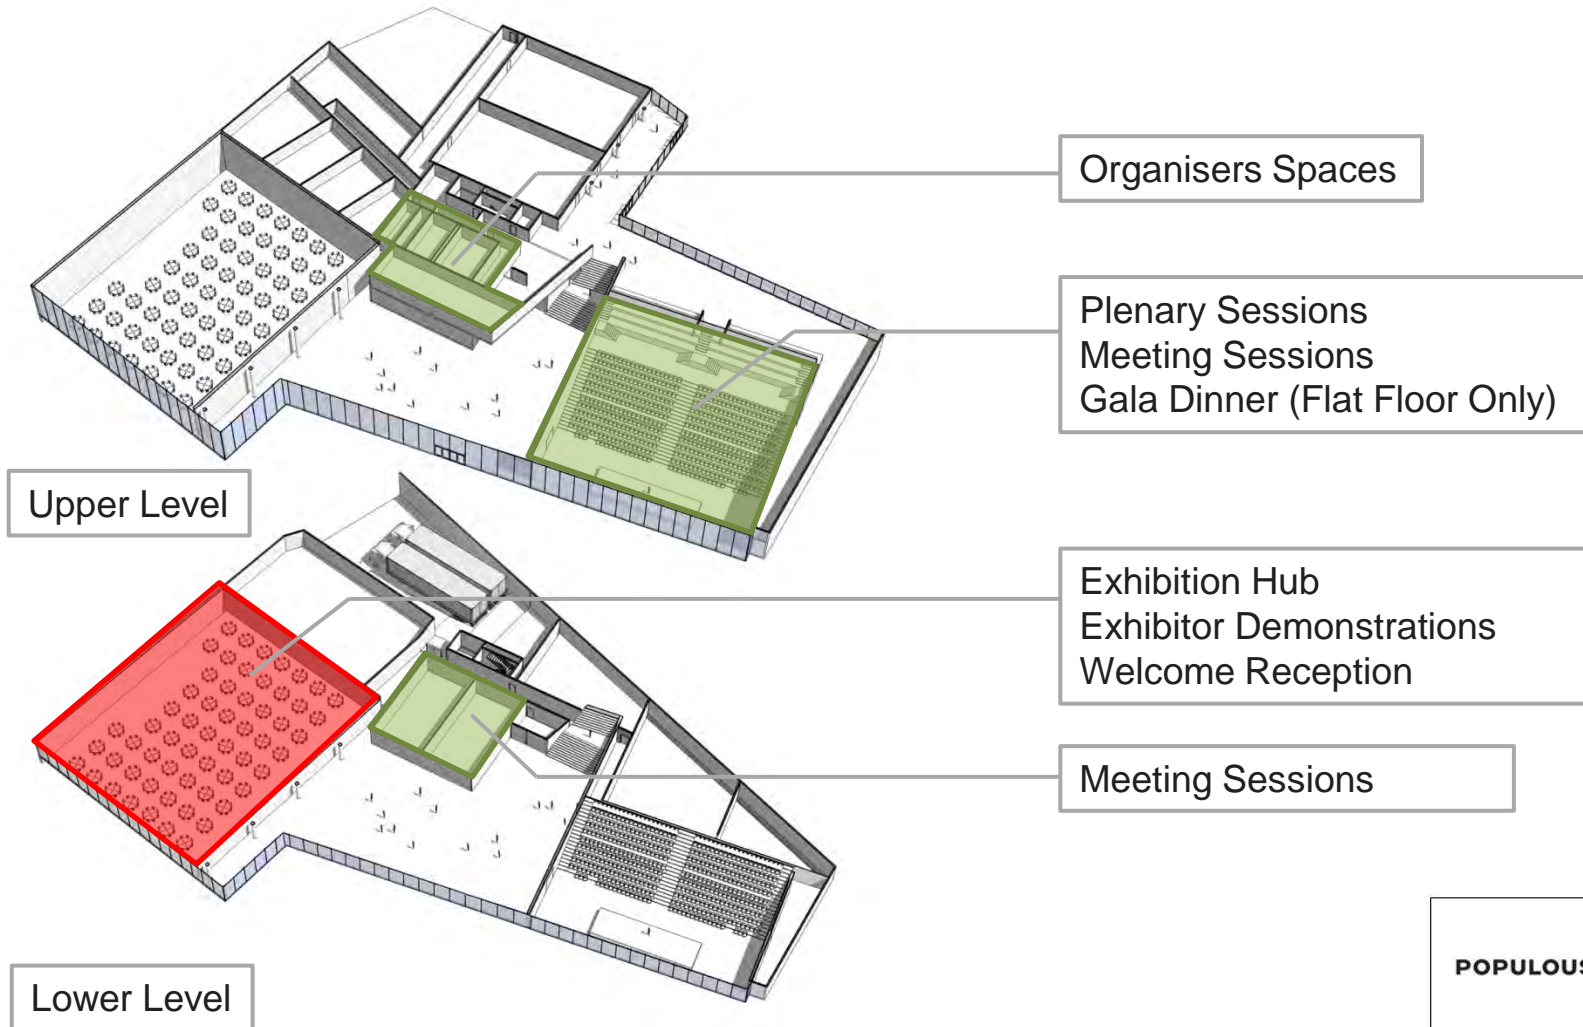 Organisers Spaces
Plenary Sessions
Meeting Sessions
Gala Dinner (Flat Floor Only)
Upper Level
Exhibition Hub
Exhibitor Demonstrations
Welcome Reception
Meeting Sessions
Lower Level
POPULOUS